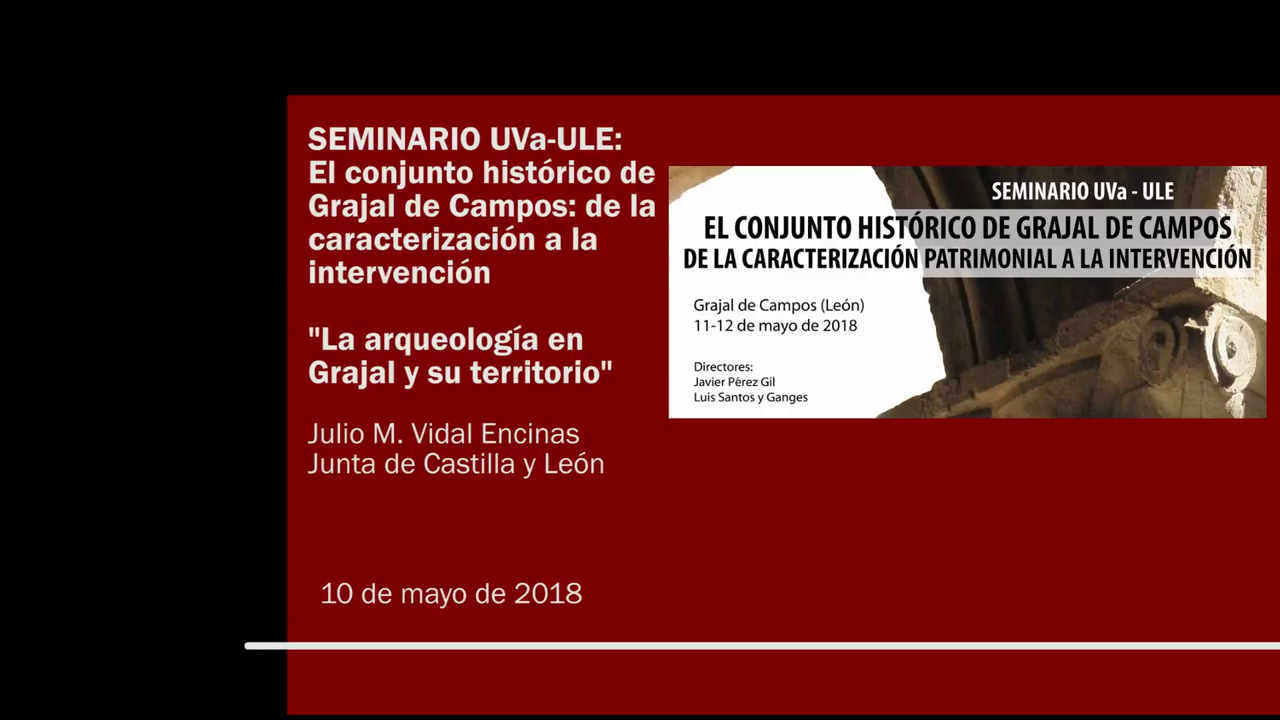 SEMINARIO UVa-ULE:
El conjunto histórico de
Grajal de Campos: de la
caracterización a la
intervención
"La arqueología en
Grajal y su territorio"
Julio M. Vidal Encinas
Junta de Castilla y León
10 de mayo de 2018
SEMINARIO UVa - ULE
EL CONJUNTO HISTÓRICO DE GRAJAL DE CAMPOS
DE LA CARACTERIZACIÓN PATRIMONIAL A LA INTERVENCIÓN
Grajal de Campos (León)
11-12 de mayo de 2018
Directores:
Javier Pérez Gil
Luis Santos y Ganges